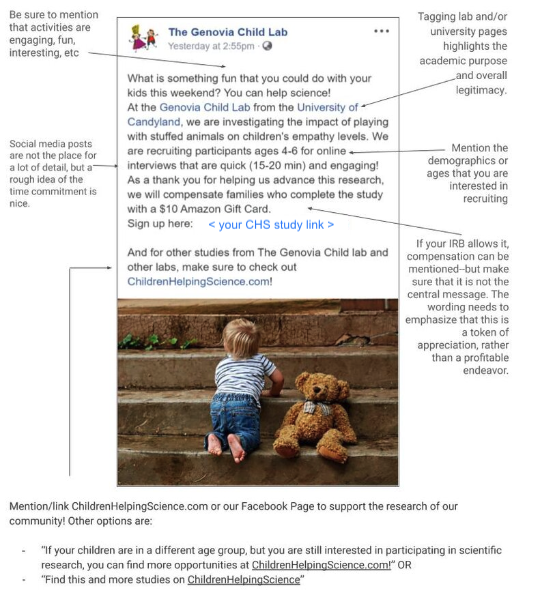 Be sure to mention
that activities are
engaging, fun,
interesting, etc
Social media posts
are not the place for
a lot of detail, but a
rough idea of the
time commitment is
nice.
The Genovia Child Lab
Yesterday at 2:55pm ·
What is something fun that you could do with your
kids this weekend? You can help science!
At the Genovia Child Lab from the University of
Candyland, we are investigating the impact of playing
with stuffed animals on children's empathy levels. We
are recruiting participants ages 4-6 for online
interviews that are quick (15-20 min) and engaging!
As a thank you for helping us advance this research,
we will compensate families who complete the study
with a $10 Amazon Gift Card.
Sign up here: < your CHS study link >
And for other studies from The Genovia Child lab and
other labs, make sure to check out
ChildrenHelpingScience.com!
Tagging lab and/or
university pages
highlights the
academic purpose
and overall
legitimacy.
Mention the
demographics or
ages that you are
interested in
recruiting
If your IRB allows it,
compensation can be
mentioned--but make
sure that it is not the
central message. The
wording needs to
emphasize that this is
a token of
appreciation, rather
than a profitable
endeavor.
Mention/link ChildrenHelpingScience.com or our Facebook Page to support the research of our
community! Other options are:
- "If your children are in a different age group, but you are still interested in participating in scientific
research, you can find more opportunities at ChildrenHelpingScience.com!" OR
- "Find this and more studies on ChildrenHelpingScience"